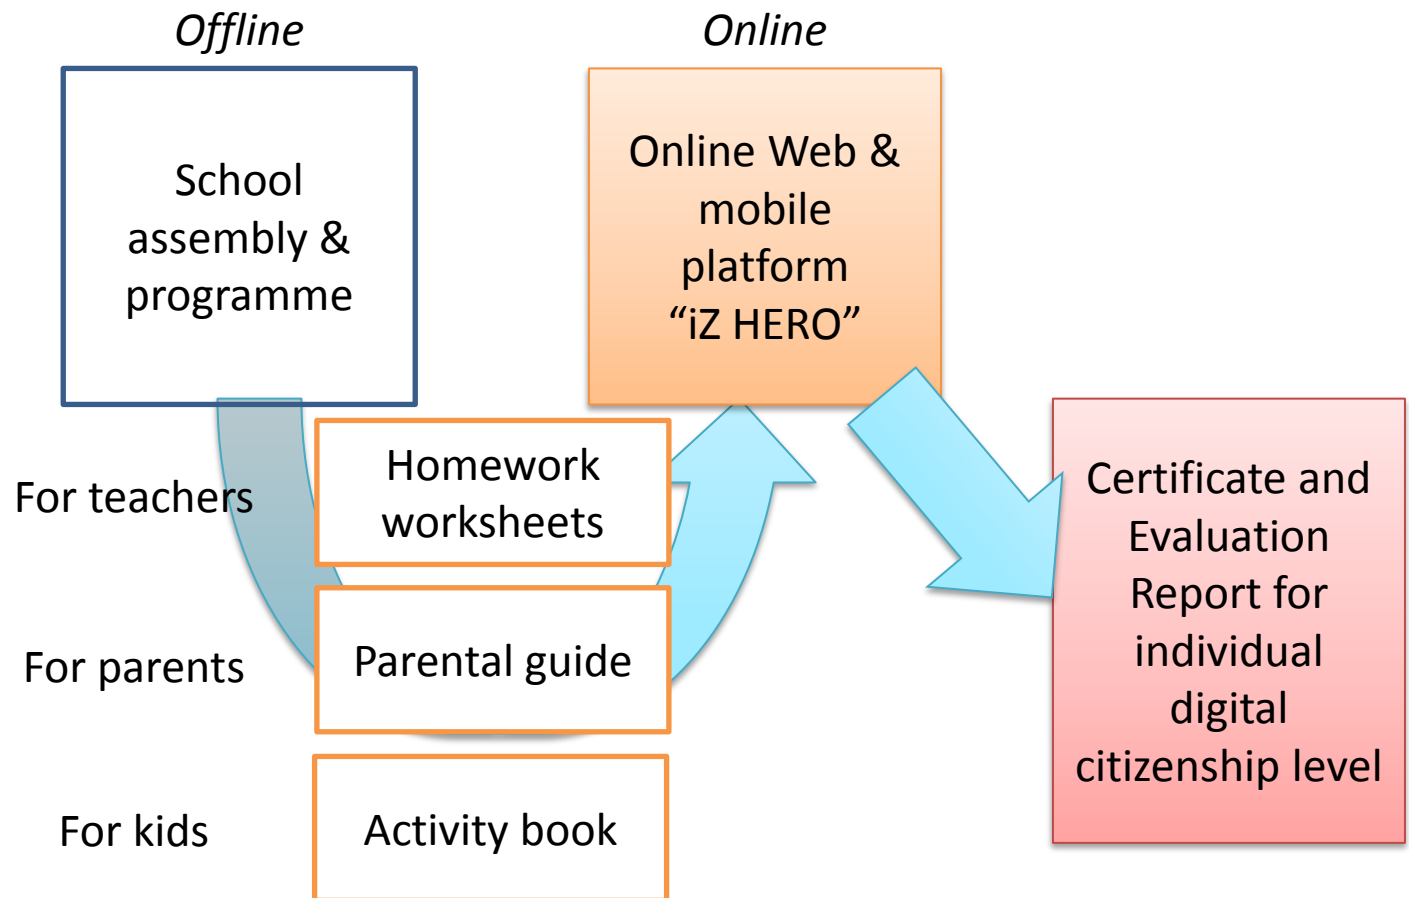 Offline
Online
School
assembly &
programme
Online Web &
mobile
platform
“iZ HERO”
For teachers
Homework
worksheets
For parents
Parental guide
For kids
Activity book
Certificate and
Evaluation
Report for
individual
digital
citizenship level